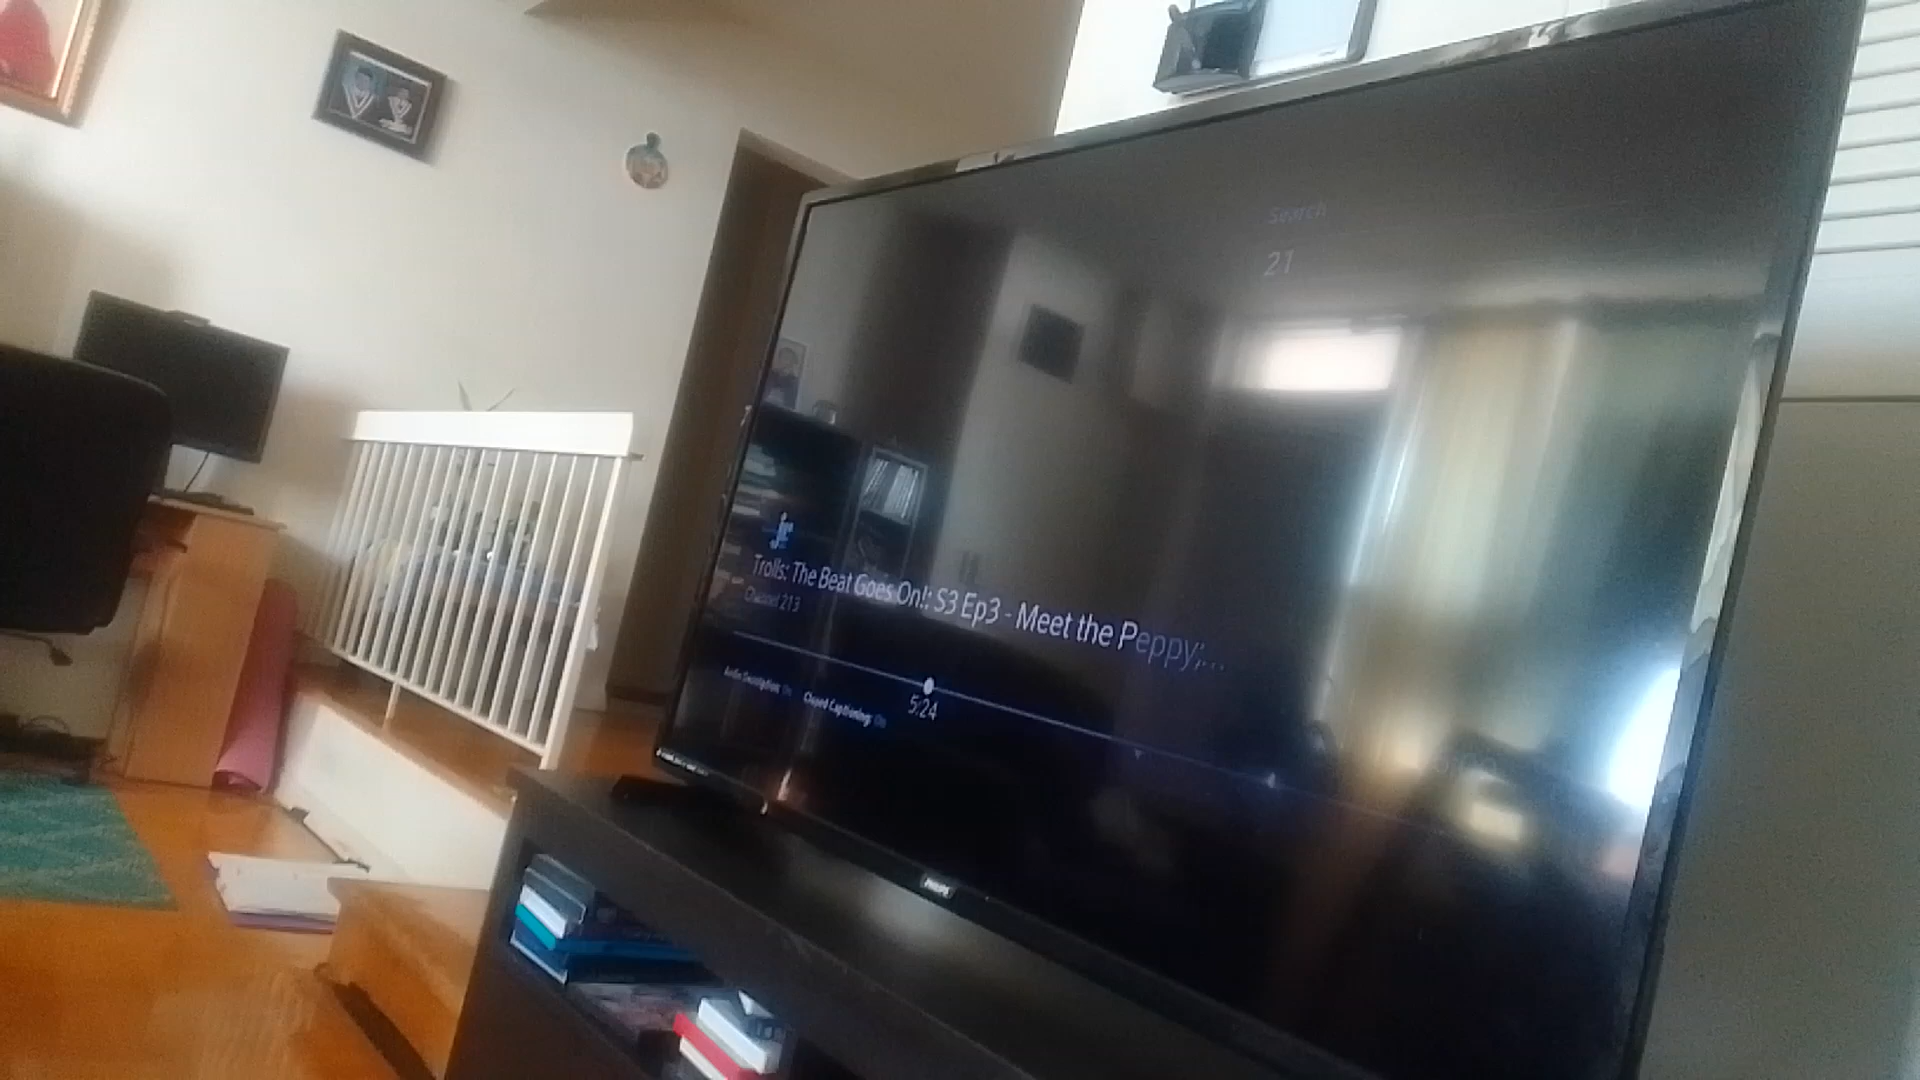 Search
21
jr
Trolls: The Beat Goes On!: S3 Ep3 - Meet the Peppy;...
Channel 213
5:24
Audio Description: On
Closed Captioning: On
PHILIPS